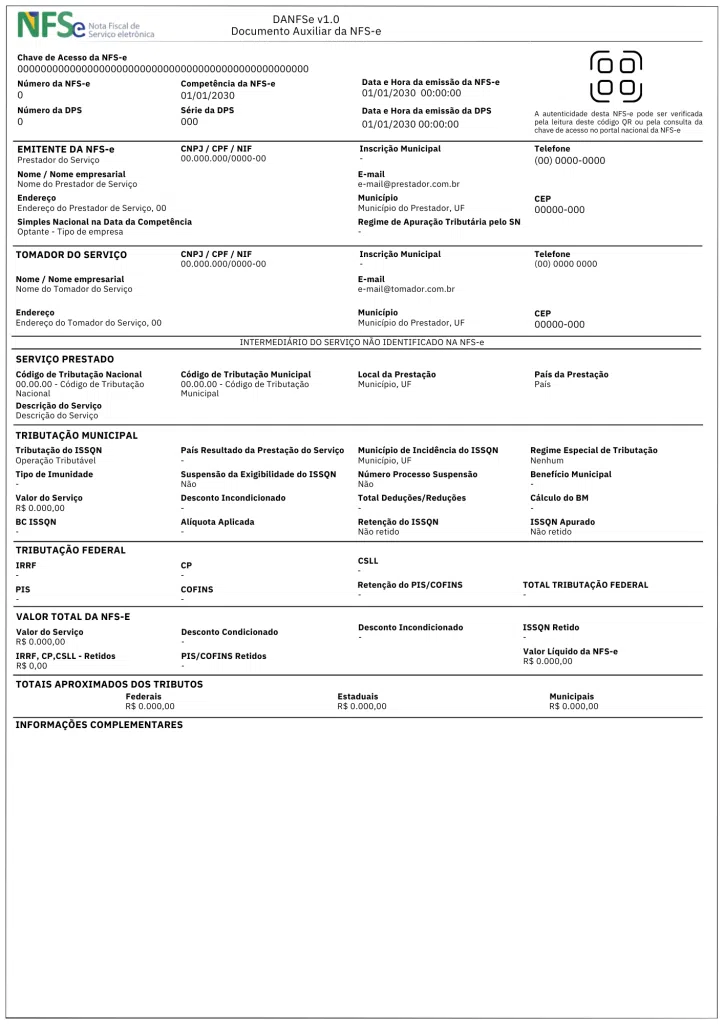 NFSe Nota Fiscal de
Serviço eletrônica
DANFSe v1.0
Documento Auxiliar da NFS-e
Chave de Acesso da NFS-e
00000000000000000000000000000000000000000000000000
Número da NFS-e Competência da NFS-e Data e Hora da emissão da NFS-e
0 01/01/2030 01/01/2030 00:00:00
Número da DPS Série da DPS Data e Hora da emissão da DPS
0 000 01/01/2030 00:00:00
A autenticidade desta NFS-e pode ser verificada
pela leitura deste código QR ou pela consulta da
chave de acesso no portal nacional da NFS-e
EMITENTE DA NFS-e CNPJ / CPF / NIF Inscrição Municipal Telefone
Prestador do Serviço 00.000.000/0000-00 - (00) 0000-0000
Nome / Nome empresarial E-mail
Nome do Prestador de Serviço e-mail@prestador.com.br
Endereço Município CEP
Endereço do Prestador de Serviço, 00 Município do Prestador, UF 00000-000
Simples Nacional na Data da Competência Regime de Apuração Tributária pelo SN
Optante - Tipo de empresa -
TOMADOR DO SERVIÇO CNPJ / CPF / NIF Inscrição Municipal Telefone
00.000.000/0000-00 - (00) 0000 0000
Nome / Nome empresarial E-mail
Nome do Tomador do Serviço e-mail@tomador.com.br
Endereço Município CEP
Endereço do Tomador do Serviço, 00 Município do Prestador, UF 00000-000
INTERMEDIÁRIO DO SERVIÇO NÃO IDENTIFICADO NA NFS-e
SERVIÇO PRESTADO
Código de Tributação Nacional Código de Tributação Municipal Local da Prestação País da Prestação
00.00.00 - Código de Tributação 00.00.00 - Código de Tributação Município, UF País
Nacional Municipal
Descrição do Serviço
Descrição do Serviço
TRIBUTAÇÃO MUNICIPAL
Tributação do ISSQN País Resultado da Prestação do Serviço Município de Incidência do ISSQN Regime Especial de Tributação
Operação Tributável - Município, UF Nenhum
Tipo de Imunidade Suspensão da Exigibilidade do ISSQN Número Processo Suspensão Benefício Municipal
- Não Não -
Valor do Serviço Desconto Incondicionado Total Deduções/Reduções Cálculo do BM
R$ 0.000,00 - - -
BC ISSQN Alíquota Aplicada Retenção do ISSQN ISSQN Apurado
- - Não retido Não retido
TRIBUTAÇÃO FEDERAL
IRRF CP CSLL
- - -
PIS COFINS Retenção do PIS/COFINS TOTAL TRIBUTAÇÃO FEDERAL
- - - -
VALOR TOTAL DA NFS-E
Valor do Serviço Desconto Condicionado Desconto Incondicionado ISSQN Retido
R$ 0.000,00 - - -
IRRF, CP,CSLL - Retidos PIS/COFINS Retidos Valor Líquido da NFS-e
R$ 0,00 - R$ 0.000,00
TOTAIS APROXIMADOS DOS TRIBUTOS
Federais Estaduais Municipais
R$ 0.000,00 R$ 0.000,00 R$ 0.000,00
INFORMAÇÕES COMPLEMENTARES